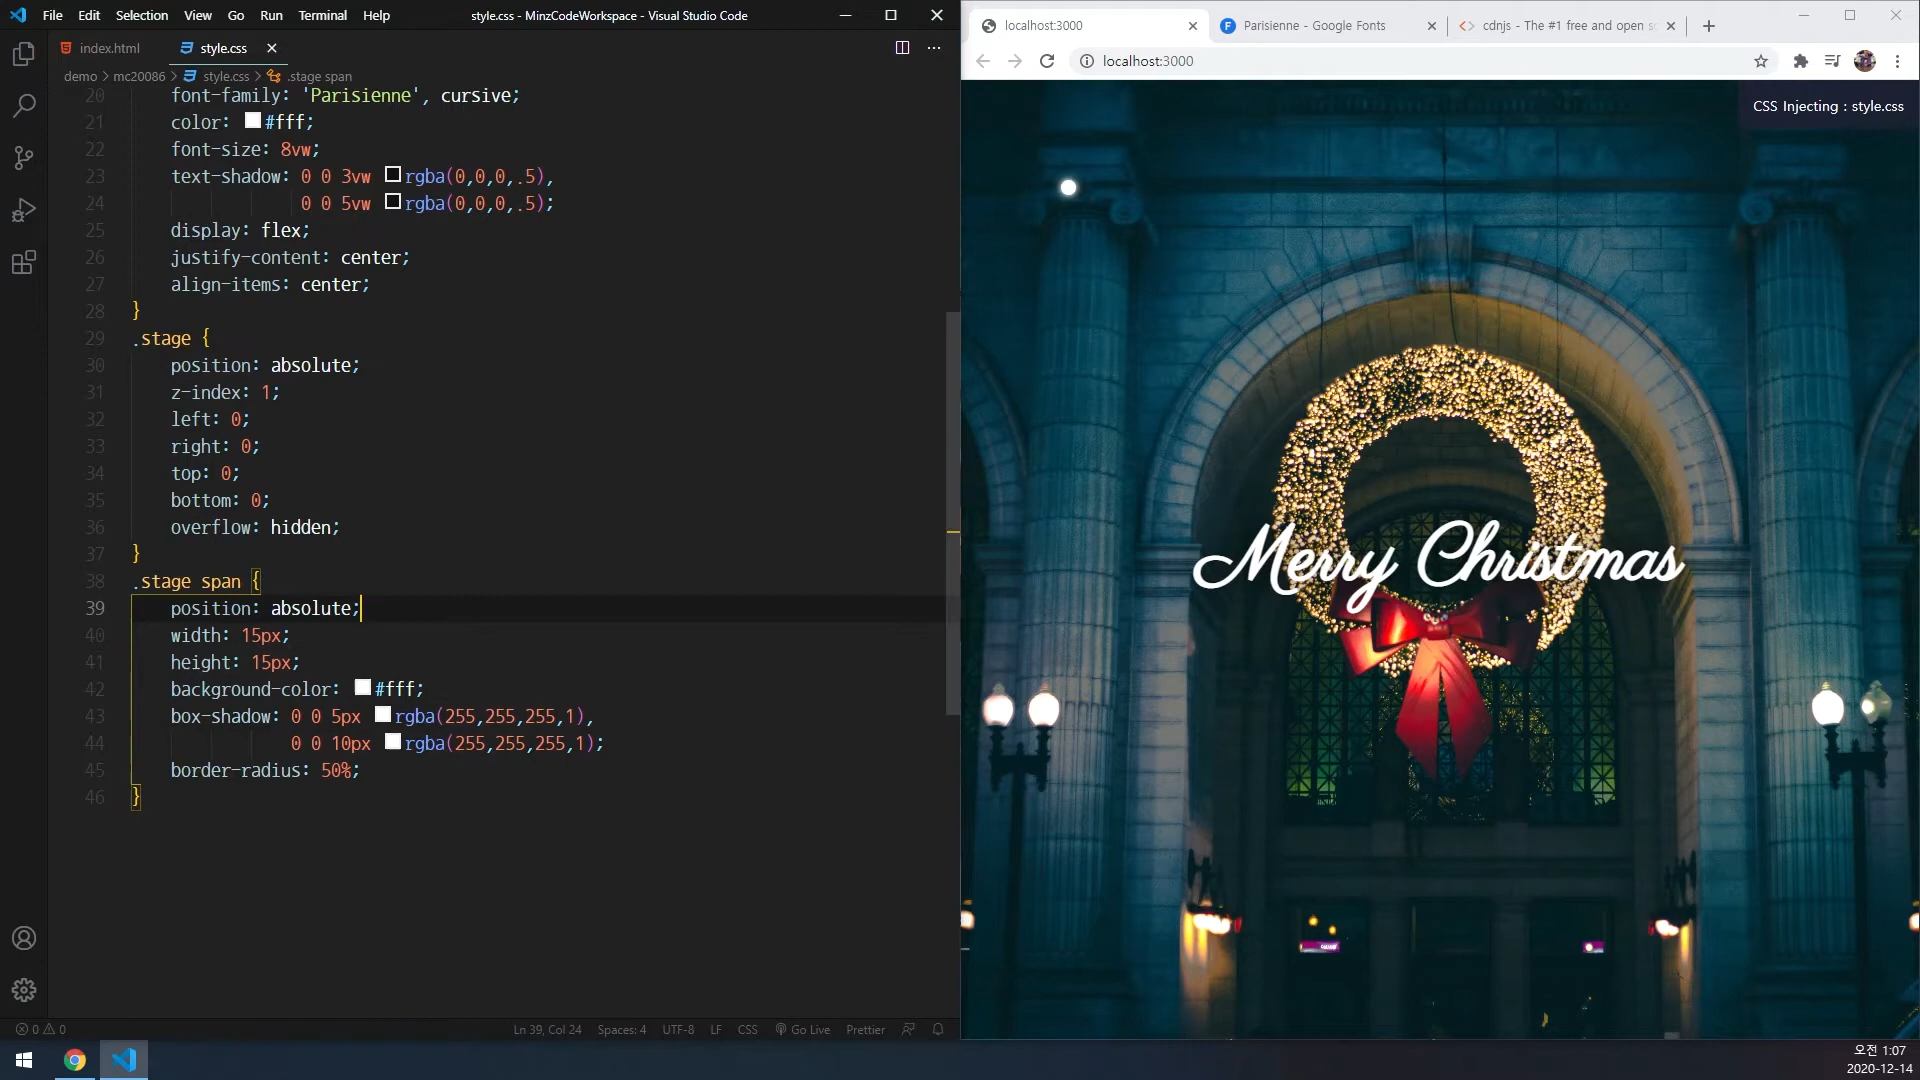 File Edit Selection View Go Run Terminal Help
style.css - MinzCodeWorkspace - Visual Studio Code
index.html
style.css
demo > mc20086 > style.css > .stage span
20 font-family: 'Parisienne', cursive;
21 color: #fff;
22 font-size: 8vw;
23 text-shadow: 0 0 3vw rgba(0,0,0,.5),
24 0 0 5vw rgba(0,0,0,.5);
25 display: flex;
26 justify-content: center;
27 align-items: center;
28 }
29 .stage {
30 position: absolute;
31 z-index: 1;
32 left: 0;
33 right: 0;
34 top: 0;
35 bottom: 0;
36 overflow: hidden;
37 }
38 .stage span {
39 position: absolute;
40 width: 15px;
41 height: 15px;
42 background-color: #fff;
43 box-shadow: 0 0 5px rgba(255,255,255,1),
44 0 0 10px rgba(255,255,255,1);
45 border-radius: 50%;
46 }
0 0
Ln 39, Col 24 Spaces: 4 UTF-8 LF CSS Go Live Prettier
localhost:3000
Parisienne - Google Fonts
cdnjs - The #1 free and open
localhost:3000
CSS Injecting : style.css
Merry Christmas
오전 1:07
2020-12-14